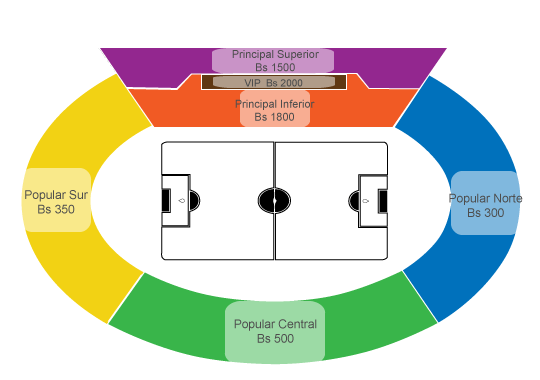 Principal Superior
Bs 1500
VIP Bs 2000
Principal Inferior
Bs 1800
Popular Sur
Bs 350
Popular Norte
Bs 300
Popular Central
Bs 500